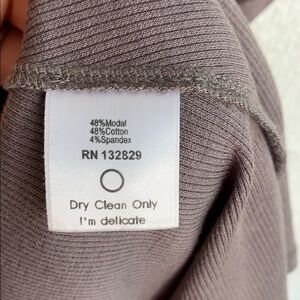 48%Modal
48%Cotton
4%Spandex
RN 132829
Dry Clean Only
I'm delicate